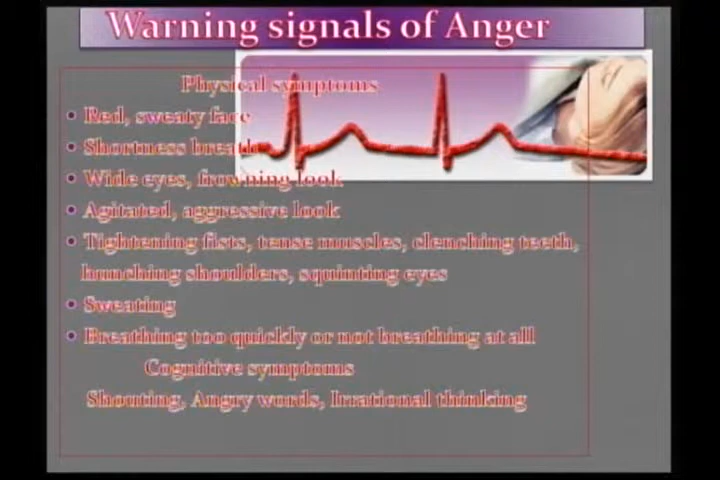 Warning signals of Anger
Physical symptoms
• Red, sweaty face
• Shortness breath
• Wide eyes, frowning look
• Agitated, aggressive look
• Tightening fists, tense muscles, clenching teeth,
hunching shoulders, squinting eyes
• Sweating
• Breathing too quickly or not breathing at all
Cognitive symptoms
Shouting, Angry words, Irrational thinking